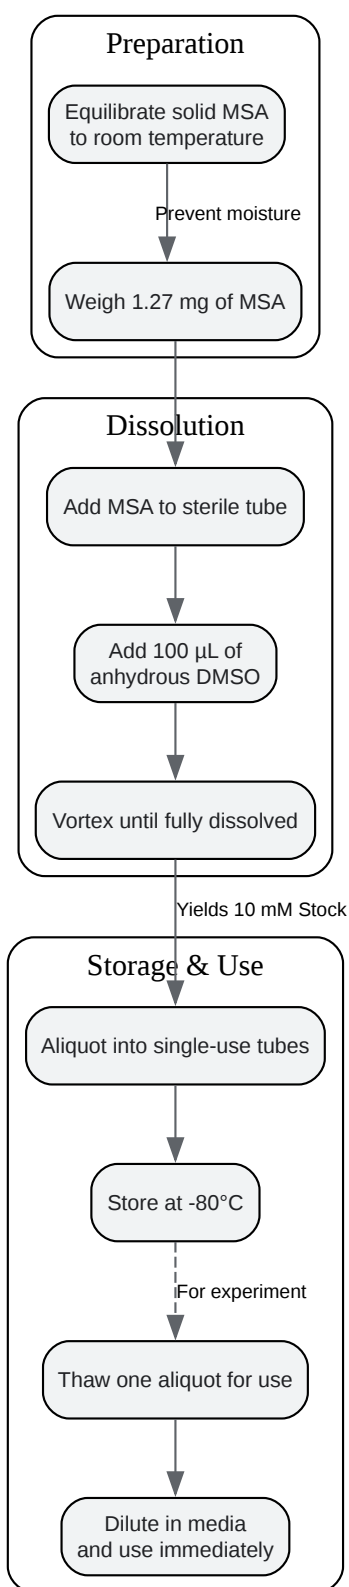 Preparation
Equilibrate solid MSA
to room temperature
Prevent moisture
Weigh 1.27 mg of MSA
Dissolution
Add MSA to sterile tube
Add 100 µL of
anhydrous DMSO
Vortex until fully dissolved
Yields 10 mM Stock
Storage & Use
Aliquot into single-use tubes
Store at -80°C
For experiment
Thaw one aliquot for use
Dilute in media
and use immediately